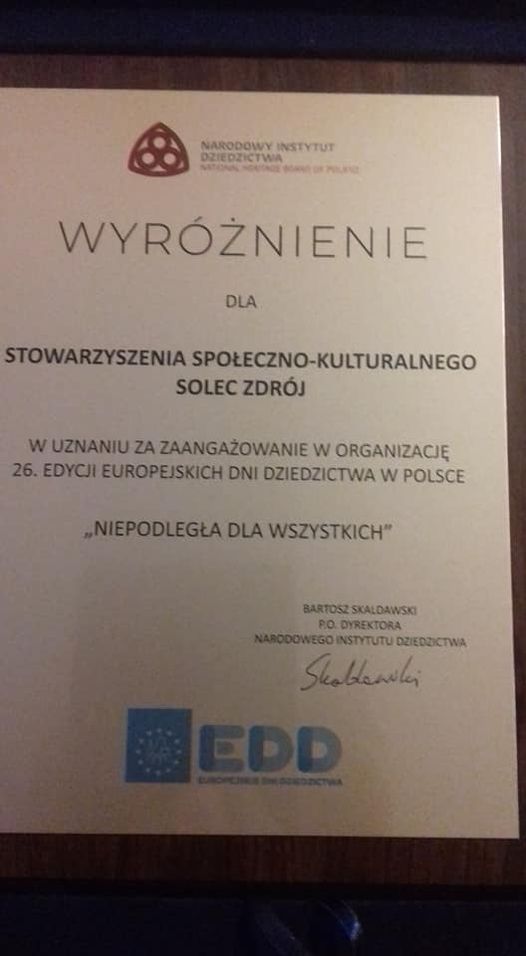 NARODOWY INSTYTUT
DZIEDZICTWA
NATIONAL HERITAGE BOARD OF POLAND
WYRÓŻNIENIE
DLA
STOWARZYSZENIA SPOŁECZNO-KULTURALNEGO
SOLEC ZDRÓJ
W UZNANIU ZA ZAANGAŻOWANIE W ORGANIZACJĘ
26. EDYCJI EUROPEJSKICH DNI DZIEDZICTWA W POLSCE
„NIEPODLEGŁA DLA WSZYSTKICH”
BARTOSZ SKALDAWSKI
P.O. DYREKTORA
NARODOWEGO INSTYTUTU DZIEDZICTWA
Skaldawski
EDD
EUROPEJSKIE DNI DZIEDZICTWA